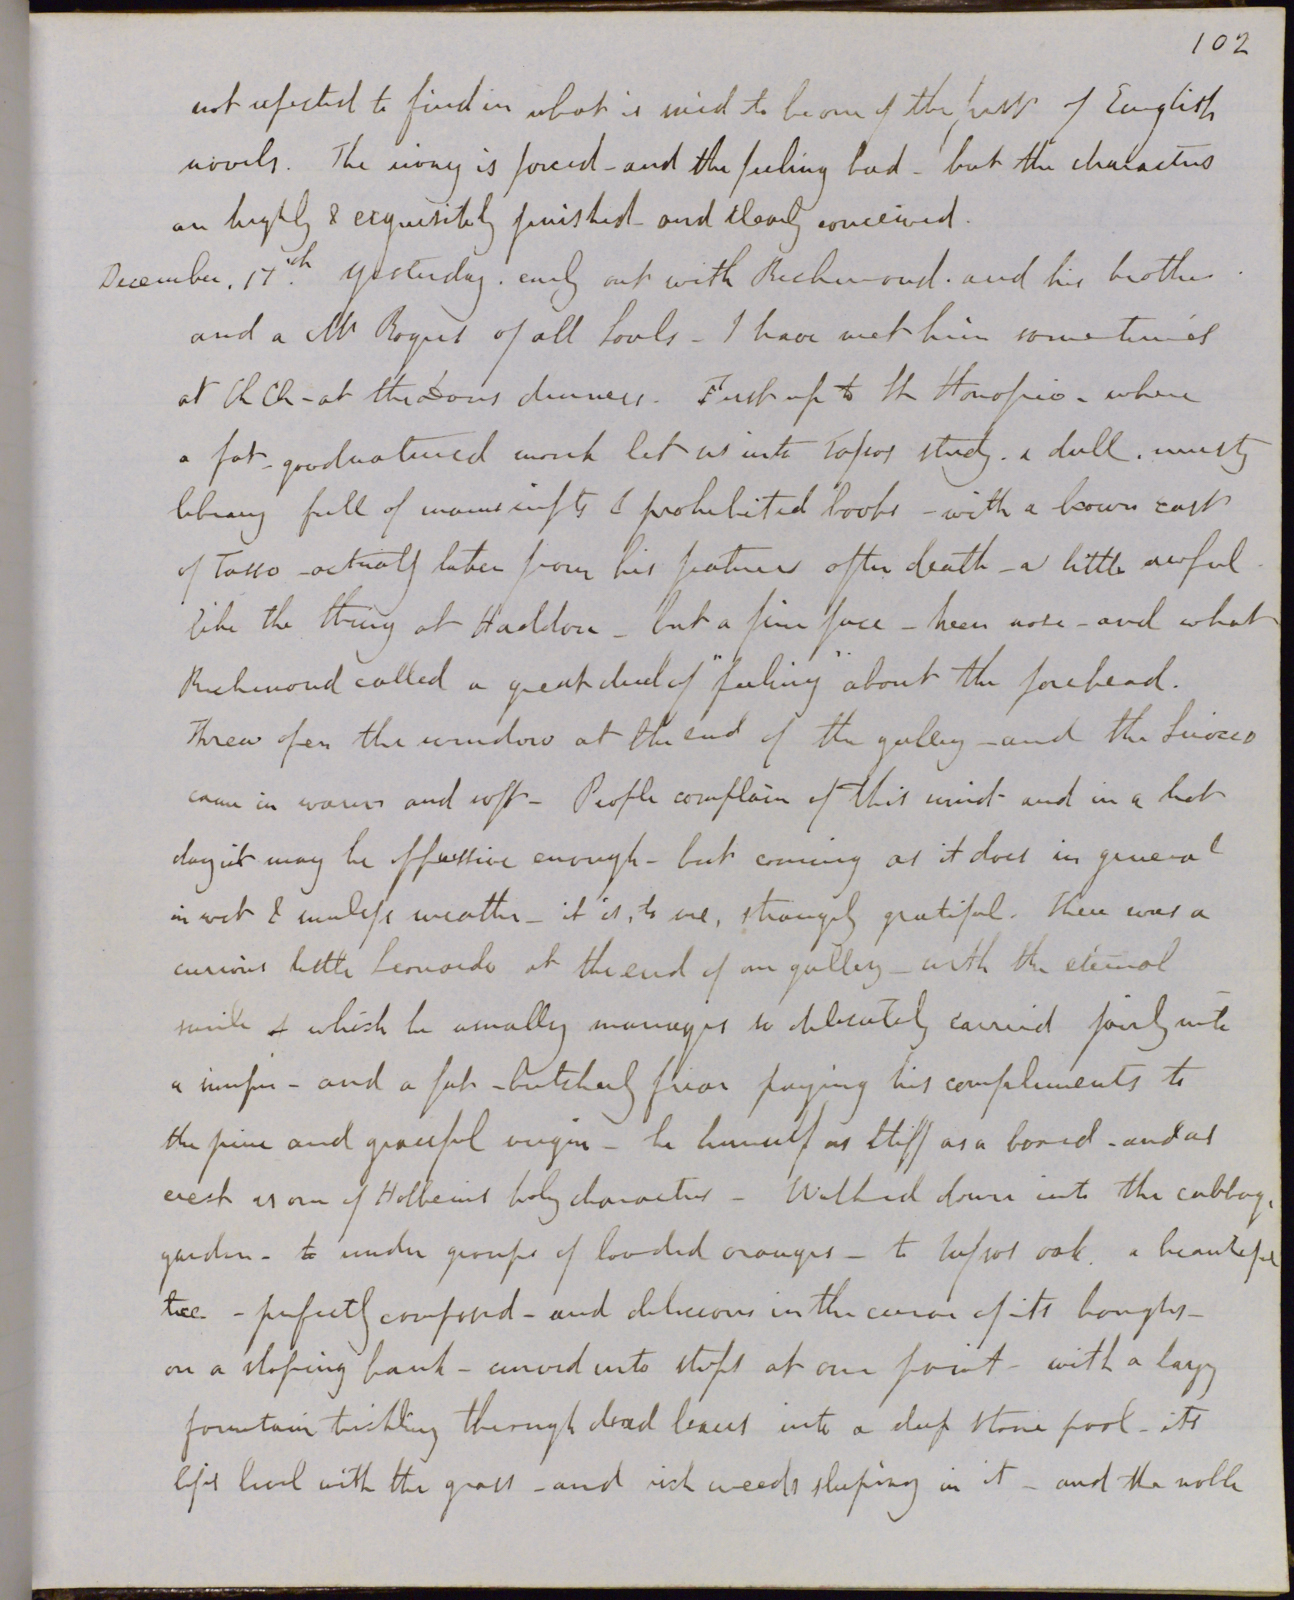 102
not expected to find in what is said to be one of the best of English
novels. The irony is forced - and the feeling bad - but the characters
are highly & exquisitely finished - and clearly conceived.
December. 17th. Yesterday. early out with Richmond. and his brother.
and a Mr Rogers of all Souls - I have met him sometimes
at Ch Ch - at the Dons dinners. First up to St Honofrio - where
a fat - goodnatured monk let us into Tassos study. a dull. musty
library full of manuscripts & prohibited books - with a brown cast
of Tasso - actually taken from his features after death - a little awful -
like the thing at Haddon - but a fine face - keen nose - and what
Richmond called a great deal of "feeling" about the forehead.
Threw open the window at the end of the gallery - and the Sirocco
came in warm and soft - People complain of this wind - and in a hot
day it may be oppressive enough - but coming as it does in general
in wet & sunless weather - it is, to me, strangely grateful. There was a
curious little Leonardo at the end of one gallery - with the eternal
smile which he usually manages so delicately carried fairly into
a simper - and a fat - butcherly friar paying his compliments to
the fine and graceful virgin - he himself as stiff as a board - and as
erect as one of Holbeins holy characters - Walked down into the cabbage
garden - to under groups of loaded oranges - to Tassos oak. a beautiful
tree - perfectly composed - and delicious in the curve of its boughs -
on a sloping bank - carved into steps at one point - with a lazy
fountain trickling through dead leaves into a deep stone pool - its
lips level with the grass - and rich weeds sleeping in it - and the noble